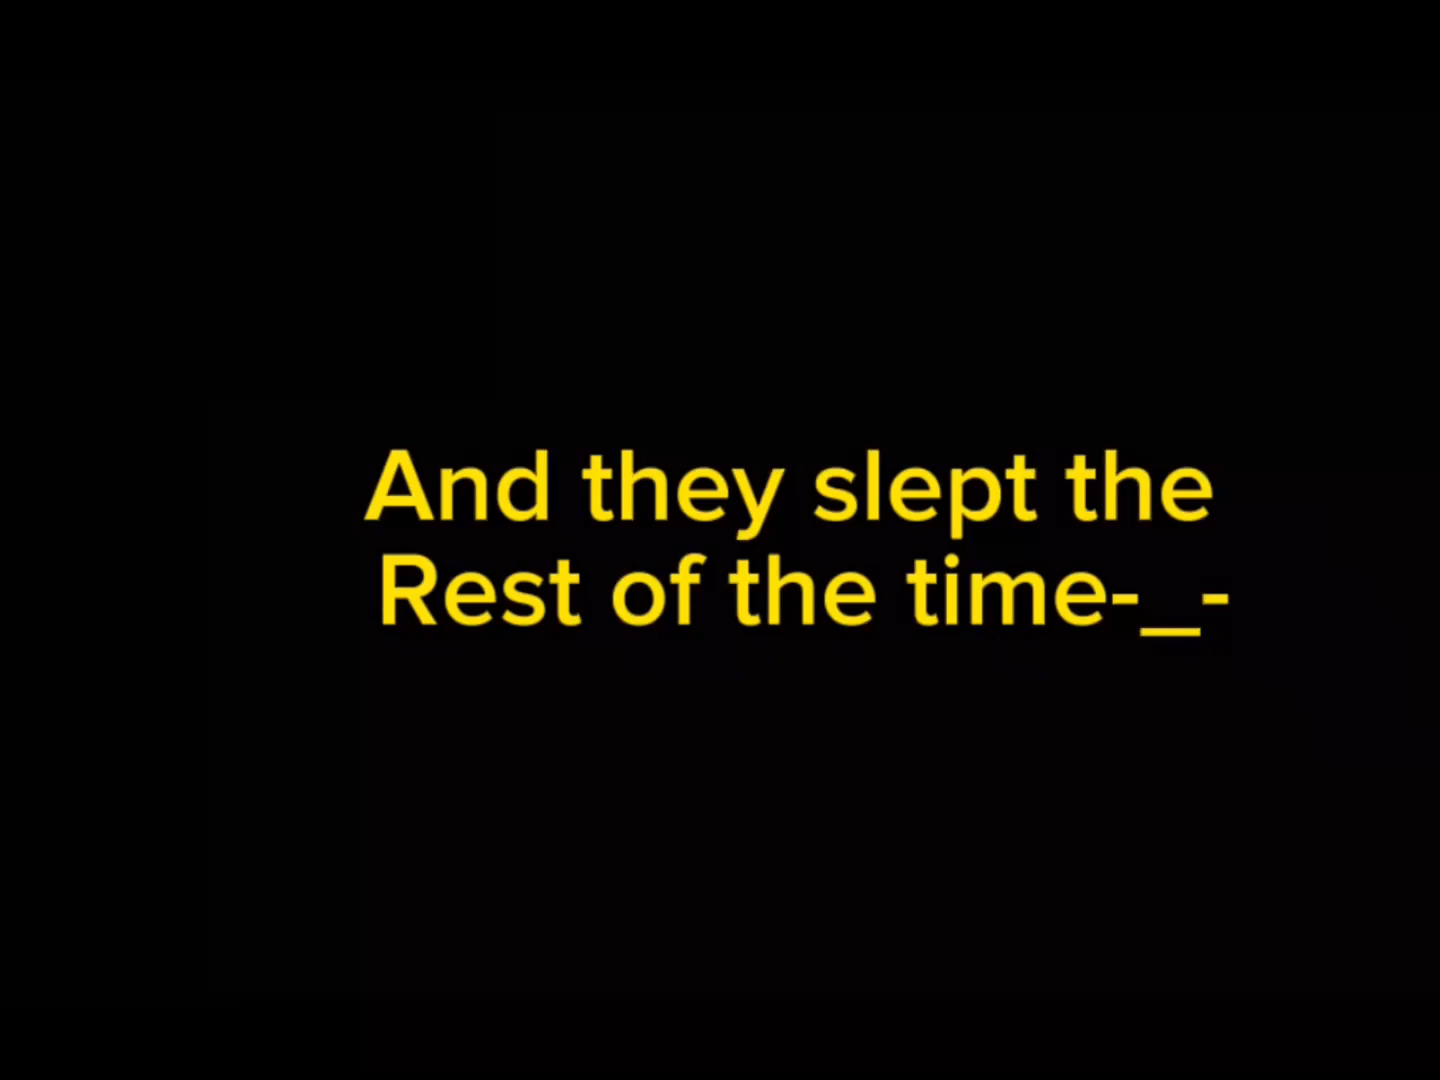 And they slept the
Rest of the time-_-